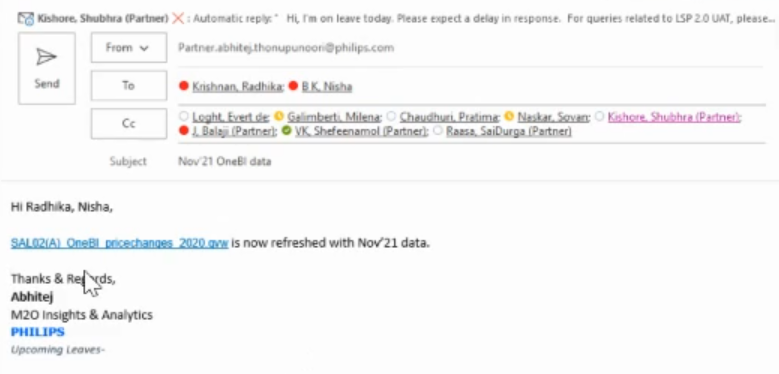 Kishore, Shubhra (Partner) : Automatic reply: " Hi, I'm on leave today. Please expect a delay in response. For queries related to LSP 2.0 UAT, please...
From Partner.abhitej.thonupunoori@philips.com
Send
To Krishnan, Radhika; B.K, Nisha
Cc Loght, Evert de; Galimberti, Milena; Chaudhuri, Pratima; Naskar, Sovan; Kishore, Shubhra (Partner);
J, Balaji (Partner); VK, Shefeenamol (Partner); Raasa, SaiDurga (Partner)
Subject Nov'21 OneBI data
Hi Radhika, Nisha,
SAL02(A)_OneBI_pricechanges_2020.qvw is now refreshed with Nov'21 data.
Thanks & Regards,
Abhitej
M2O Insights & Analytics
PHILIPS
Upcoming Leaves-